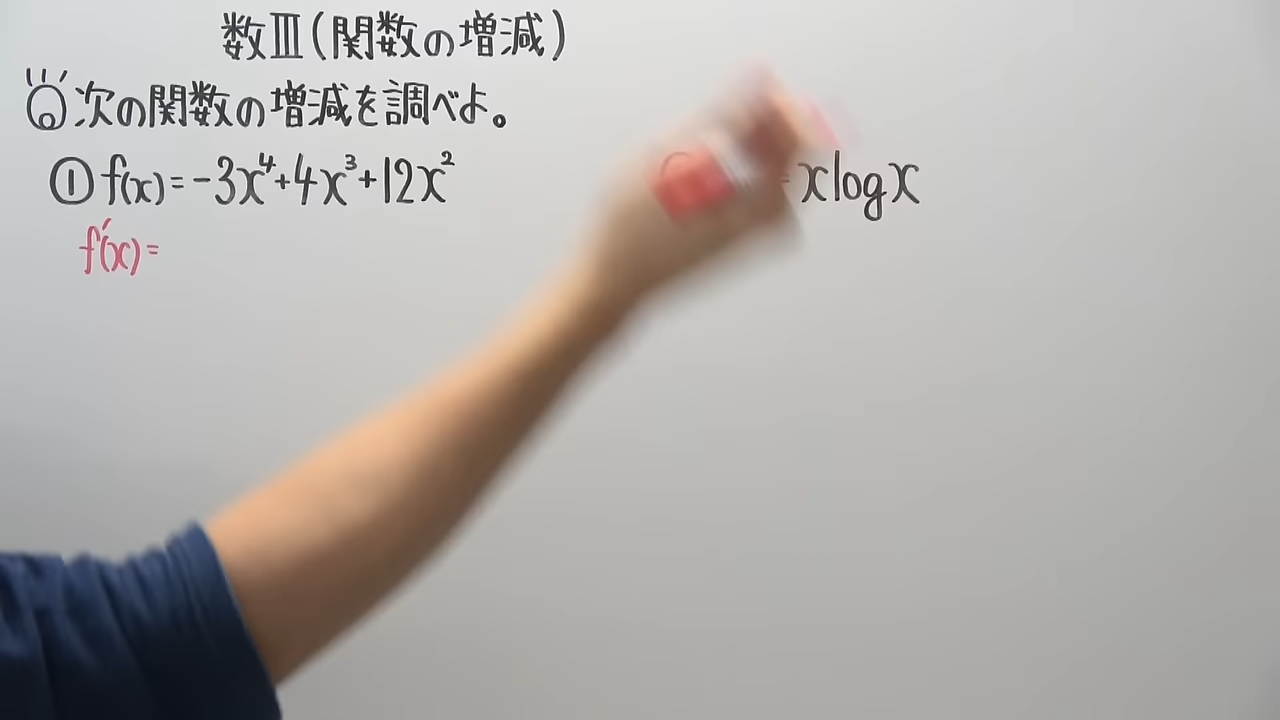 数Ⅲ(関数の増減)
次の関数の増減を調べよ。
① f(x)=-3x⁴+4x³+12x²
=xlogx
f'(x)=